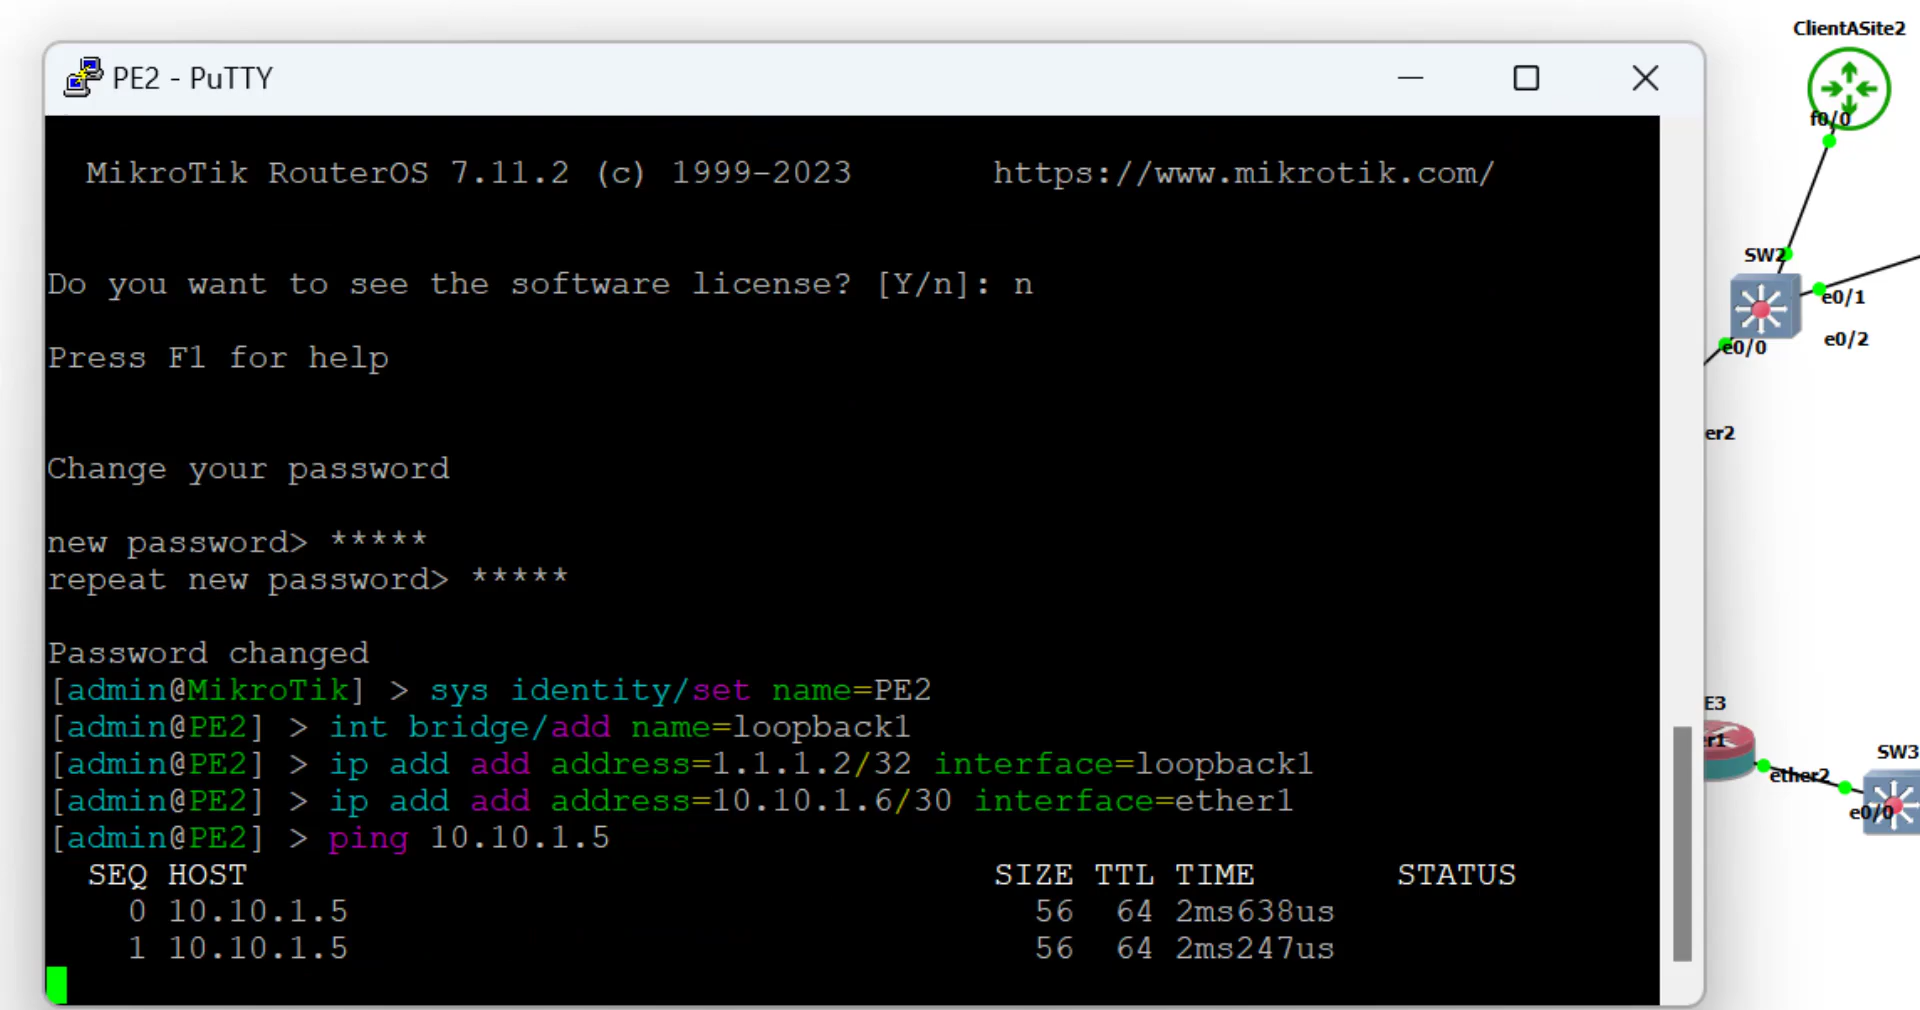 ClientASite2
PE2 - PuTTY
f0/0
MikroTik RouterOS 7.11.2 (c) 1999-2023 https://www.mikrotik.com/
SW2
Do you want to see the software license? [Y/n]: n
e0/1
e0/2
e0/0
Press F1 for help
er2
Change your password
new password> *****
repeat new password> *****
Password changed
[admin@MikroTik] > sys identity/set name=PE2
E3
[admin@PE2] > int bridge/add name=loopback1
r1
SW3
[admin@PE2] > ip add add address=1.1.1.2/32 interface=loopback1
ether2
[admin@PE2] > ip add add address=10.10.1.6/30 interface=ether1
e0/0
[admin@PE2] > ping 10.10.1.5
SEQ HOST SIZE TTL TIME STATUS
0 10.10.1.5 56 64 2ms638us
1 10.10.1.5 56 64 2ms247us